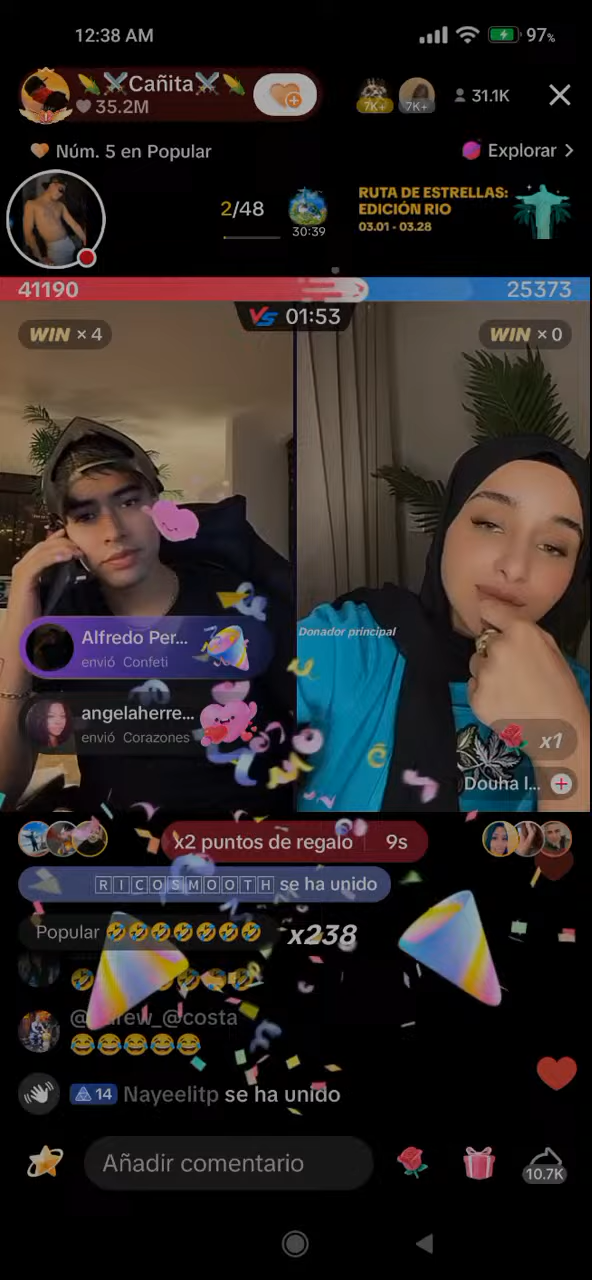 12:38 AM
97%
🌽⚔️Cañita⚔️🌽
35.2M
7K+
7K+
31.1K
Núm. 5 en Popular
Explorar
2/48
30:39
RUTA DE ESTRELLAS:
EDICIÓN RIO
03.01 - 03.28
41190
25373
VS 01:53
WIN × 4
WIN × 0
Donador principal
Alfredo Per...
envió Confeti
angelaherre...
envió Corazones
x1
Douha l...
x2 puntos de regalo
9s
🅁🄸🄲🄾🅂🄼🄾🄾🅃🄷 se ha unido
Popular 🤣🤣🤣🤣🤣🤣🤣
x238
😂😂😂😂😂
14 Nayeelitp se ha unido
Añadir comentario
10.7K